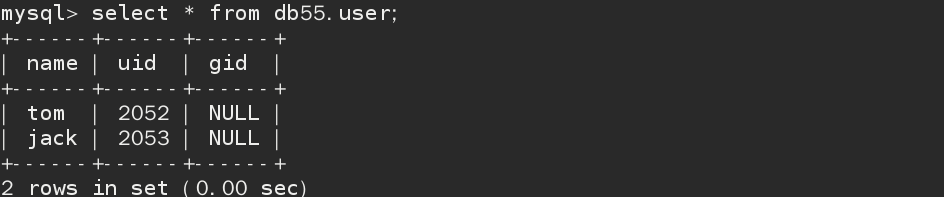 mysql> select * from db55.user;
+------+------+------+
| name | uid  | gid  |
+------+------+------+
| tom  | 2052 | NULL |
| jack | 2053 | NULL |
+------+------+------+
2 rows in set (0.00 sec)